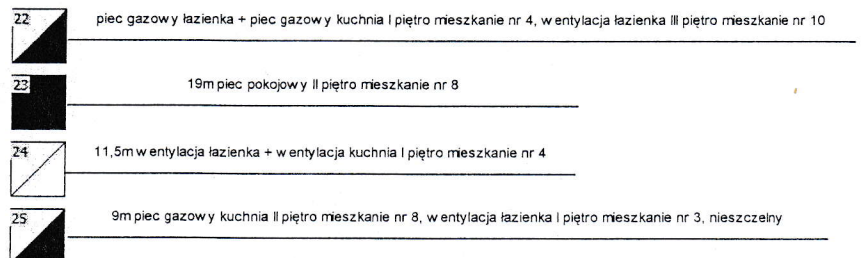 22 piec gazowy łazienka + piec gazowy kuchnia I piętro mieszkanie nr 4, wentylacja łazienka III piętro mieszkanie nr 10
23 19m piec pokojowy II piętro mieszkanie nr 8
24 11,5m wentylacja łazienka + wentylacja kuchnia I piętro mieszkanie nr 4
25 9m piec gazowy kuchnia II piętro mieszkanie nr 8, wentylacja łazienka I piętro mieszkanie nr 3, nieszczelny